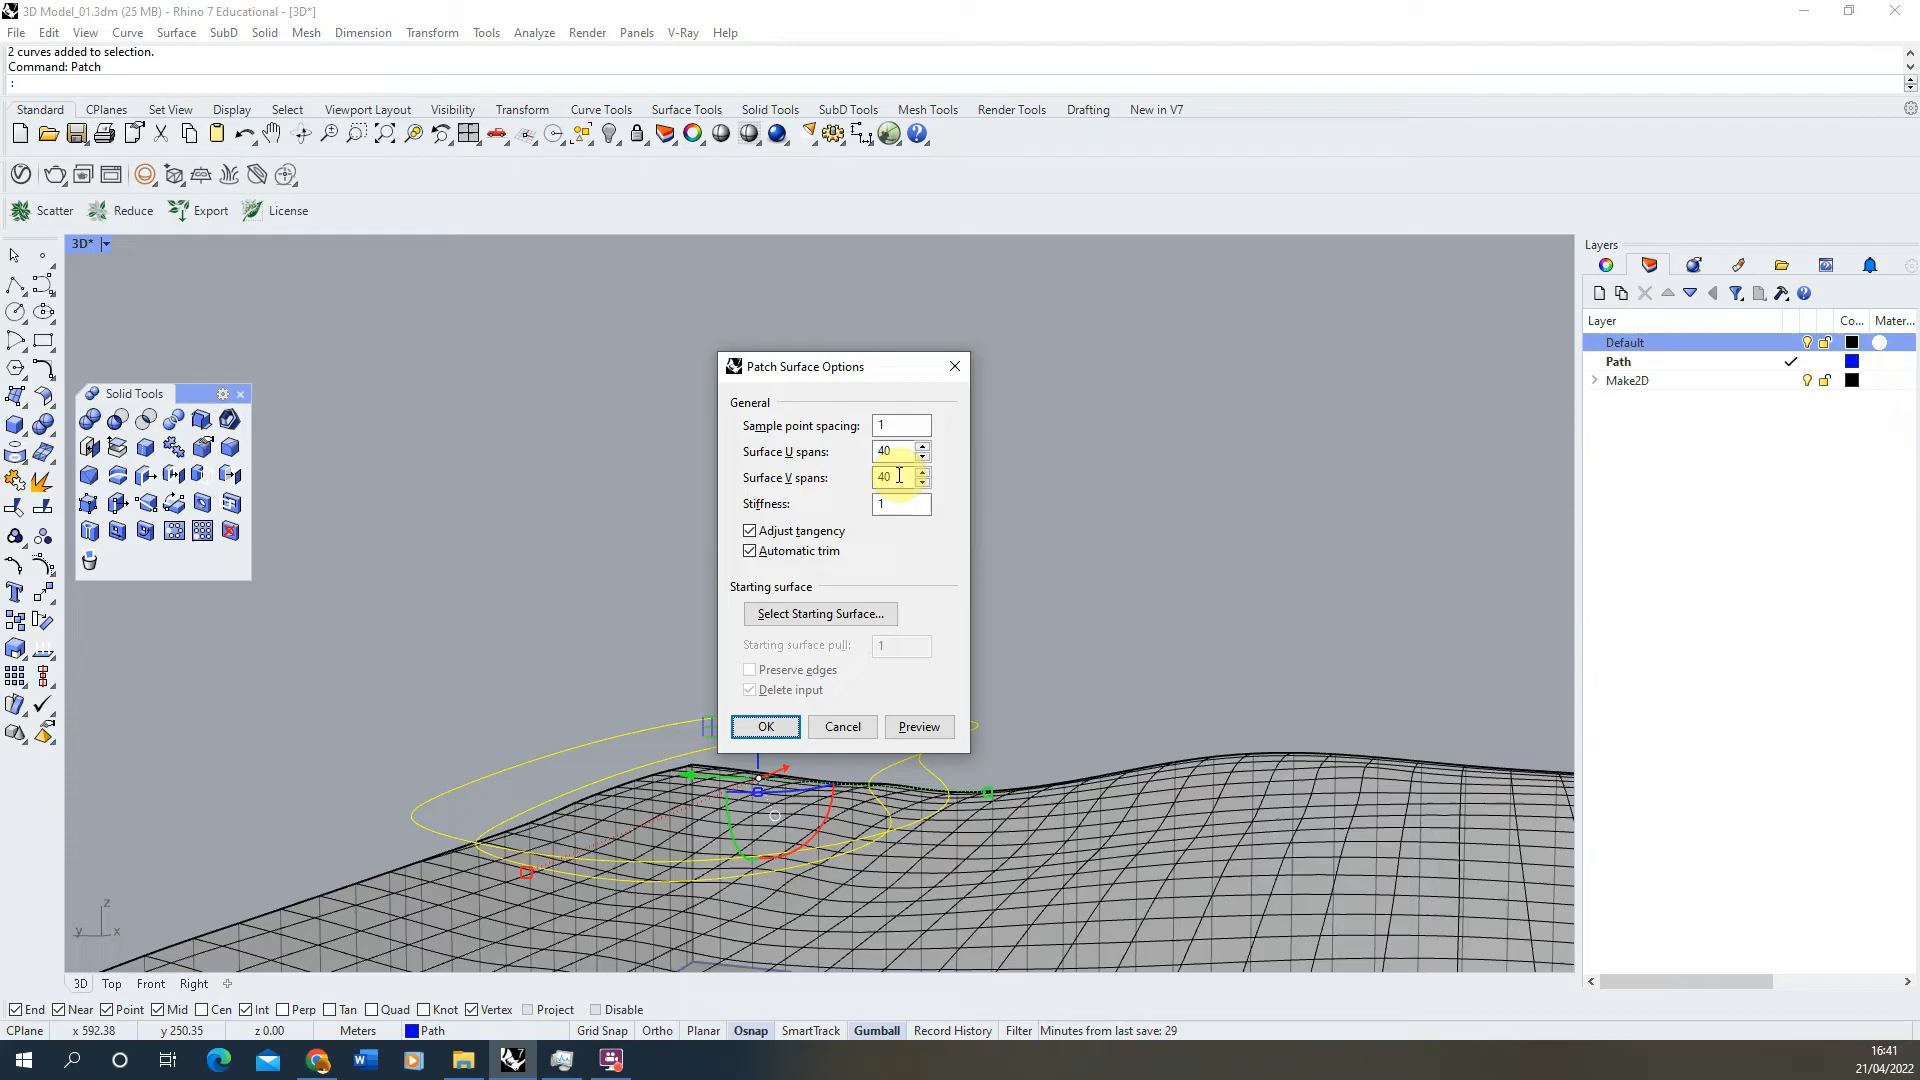 3D Model_01.3dm (25 MB) - Rhino 7 Educational - [3D*]
File Edit View Curve Surface SubD Solid Mesh Dimension Transform Tools Analyze Render Panels V-Ray Help
2 curves added to selection.
Command: Patch
:
Standard CPlanes Set View Display Select Viewport Layout Visibility Transform Curve Tools Surface Tools Solid Tools SubD Tools Mesh Tools Render Tools Drafting New in V7
Scatter Reduce Export License
3D*
Layers
Layer Co... Mater...
Default
Path
Make2D
Solid Tools
Patch Surface Options
General
Sample point spacing: 1
Surface U spans: 40
Surface V spans: 40
Stiffness: 1
Adjust tangency
Automatic trim
Starting surface
Select Starting Surface...
Starting surface pull: 1
Preserve edges
Delete input
OK Cancel Preview
z
y x
3D Top Front Right
End Near Point Mid Cen Int Perp Tan Quad Knot Vertex Project Disable
CPlane x 592.38 y 250.35 z 0.00 Meters Path Grid Snap Ortho Planar Osnap SmartTrack Gumball Record History Filter Minutes from last save: 29
16:41
21/04/2022